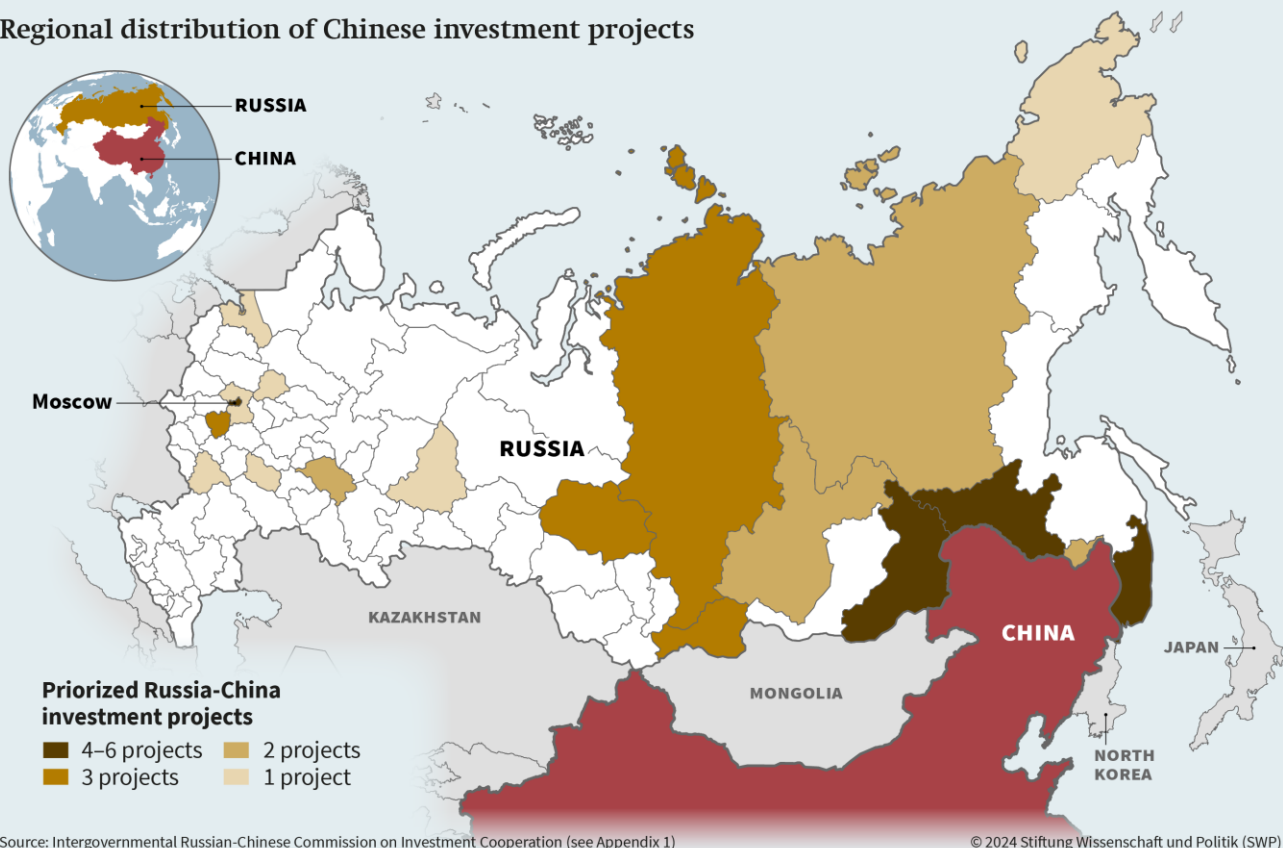 Regional distribution of Chinese investment projects
RUSSIA
CHINA
Moscow
RUSSIA
KAZAKHSTAN
CHINA
MONGOLIA
JAPAN
NORTH
KOREA
Priorized Russia-China
investment projects
4–6 projects
2 projects
3 projects
1 project
Source: Intergovernmental Russian-Chinese Commission on Investment Cooperation (see Appendix 1)
© 2024 Stiftung Wissenschaft und Politik (SWP)